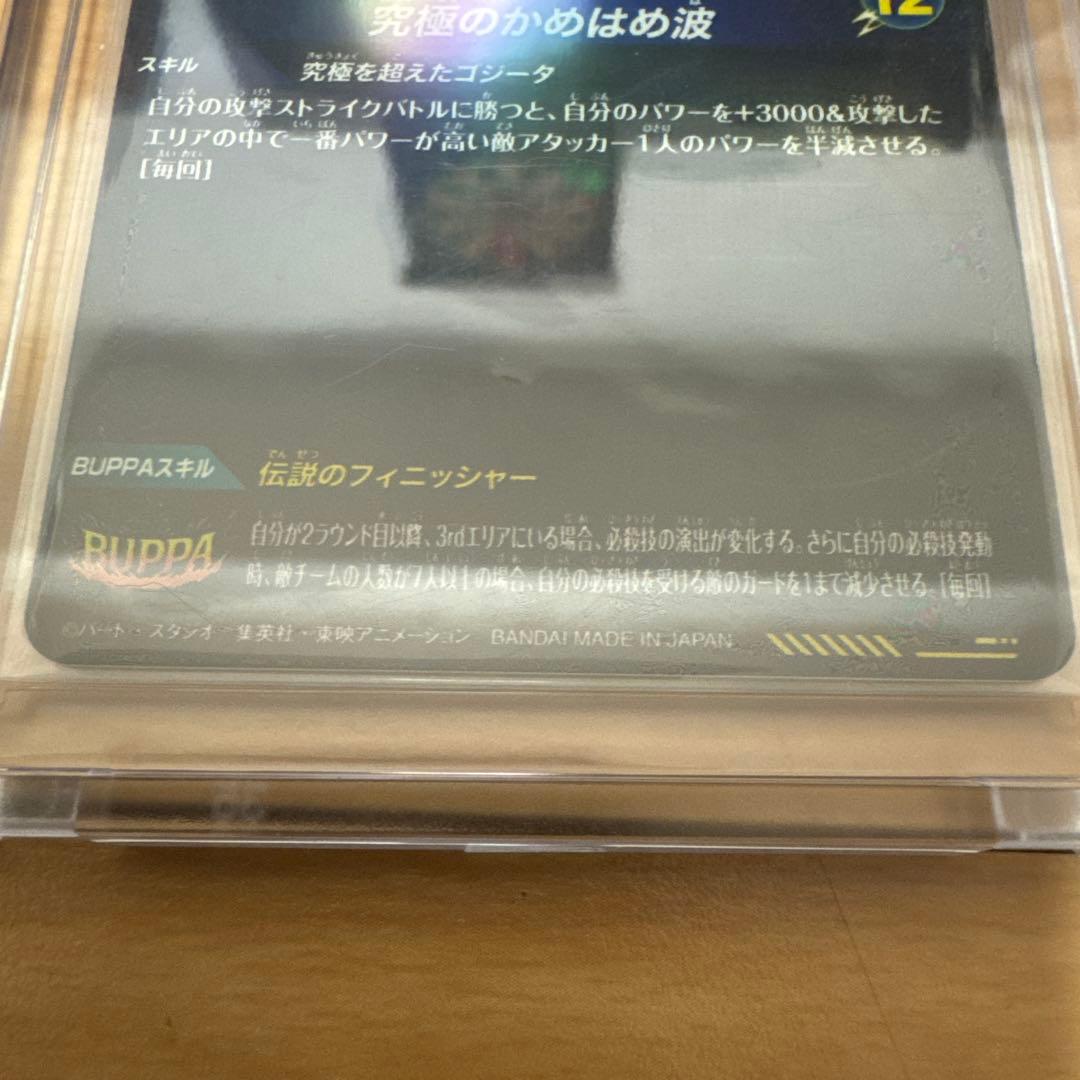 究極のかめはめ波
12
スキル 究極を超えたゴジータ
自分の攻撃ストライクバトルに勝つと、自分のパワーを+3000&攻撃した
エリアの中で一番パワーが高い敵アタッカー1人のパワーを半減させる。
[毎回]
BUPPAスキル 伝説のフィニッシャー
BUPPA
自分が2ラウンド目以降、3rdエリアにいる場合、必殺技の演出が変化する。さらに自分の必殺技発動
時、敵チームの人数が7人以上の場合、自分の必殺技を受ける敵のガードを1まで減少させる。[毎回]
©バード・スタジオ/集英社・東映アニメーション BANDAI MADE IN JAPAN